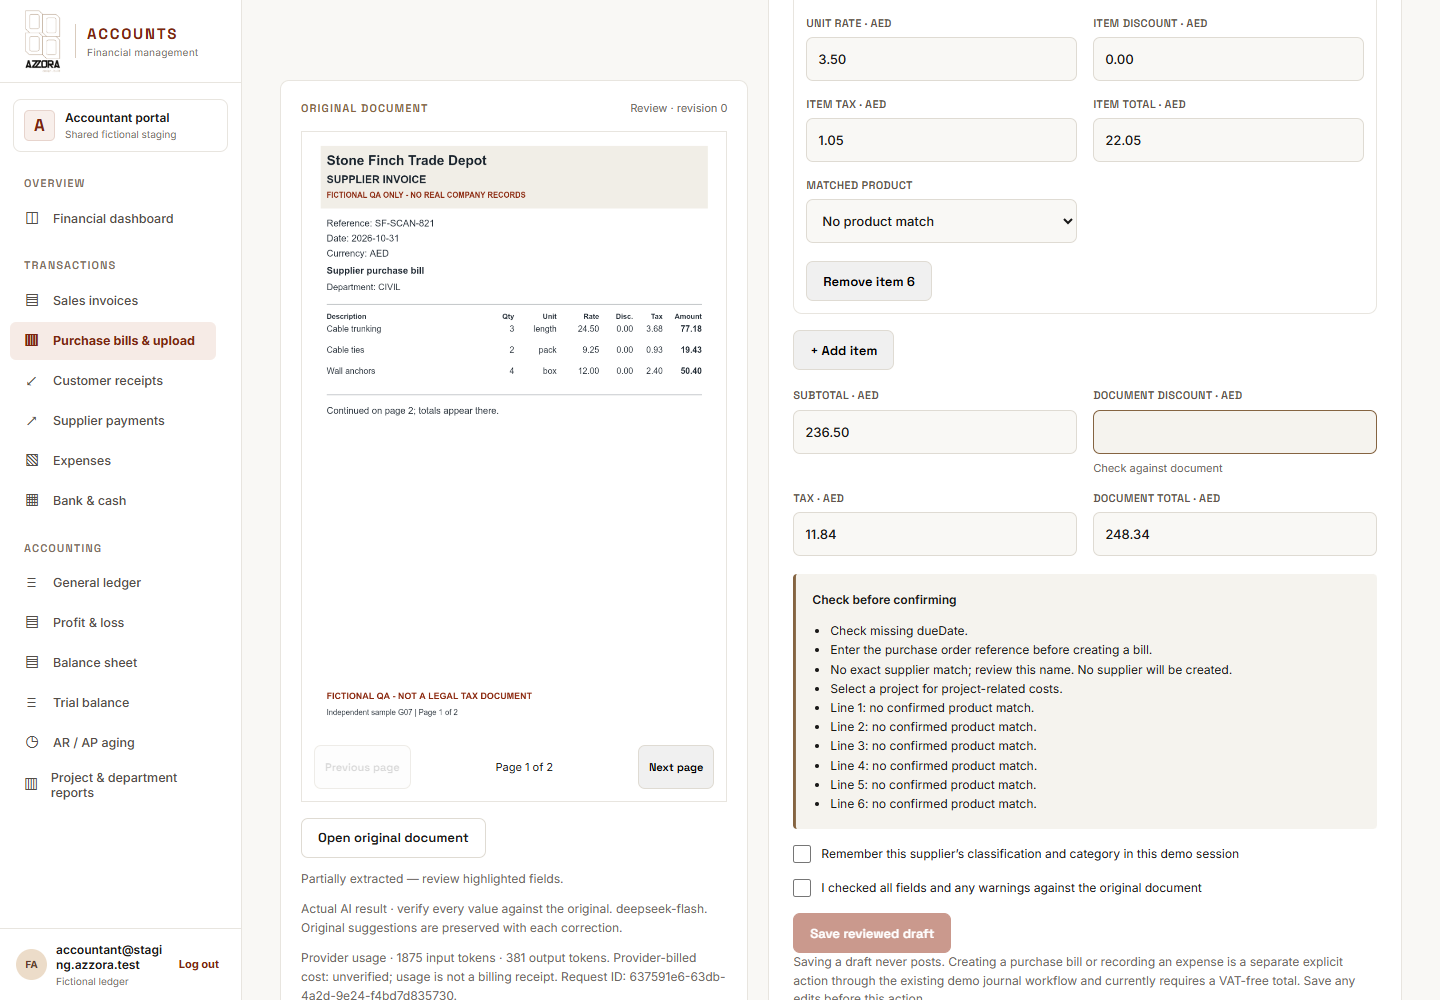 AZZORA
ACCOUNTS
Financial management
A
Accountant portal
Shared fictional staging
OVERVIEW
Financial dashboard
TRANSACTIONS
Sales invoices
Purchase bills & upload
Customer receipts
Supplier payments
Expenses
Bank & cash
ACCOUNTING
General ledger
Profit & loss
Balance sheet
Trial balance
AR / AP aging
Project & department
reports
FA
accountant@stagi
ng.azzora.test
Fictional ledger
Log out
ORIGINAL DOCUMENT
Review · revision 0
Stone Finch Trade Depot
SUPPLIER INVOICE
FICTIONAL QA ONLY - NO REAL COMPANY RECORDS
Reference: SF-SCAN-821
Date: 2026-10-31
Currency: AED
Supplier purchase bill
Department: CIVIL
Description Qty Unit Rate Disc. Tax Amount
Cable trunking 3 length 24.50 0.00 3.68 77.18
Cable ties 2 pack 9.25 0.00 0.93 19.43
Wall anchors 4 box 12.00 0.00 2.40 50.40
Continued on page 2; totals appear there.
FICTIONAL QA - NOT A LEGAL TAX DOCUMENT
Independent sample G07 | Page 1 of 2
Previous page
Page 1 of 2
Next page
Open original document
Partially extracted — review highlighted fields.
Actual AI result · verify every value against the original. deepseek-flash.
Original suggestions are preserved with each correction.
Provider usage · 1875 input tokens · 381 output tokens. Provider-billed
cost: unverified; usage is not a billing receipt. Request ID: 637591e6-63db-
4a2d-9e24-f4bd7d835730.
UNIT RATE · AED
ITEM DISCOUNT · AED
3.50
0.00
ITEM TAX · AED
ITEM TOTAL · AED
1.05
22.05
MATCHED PRODUCT
No product match
Remove item 6
+ Add item
SUBTOTAL · AED
DOCUMENT DISCOUNT · AED
236.50
Check against document
TAX · AED
DOCUMENT TOTAL · AED
11.84
248.34
Check before confirming
• Check missing dueDate.
• Enter the purchase order reference before creating a bill.
• No exact supplier match; review this name. No supplier will be created.
• Select a project for project-related costs.
• Line 1: no confirmed product match.
• Line 2: no confirmed product match.
• Line 3: no confirmed product match.
• Line 4: no confirmed product match.
• Line 5: no confirmed product match.
• Line 6: no confirmed product match.
Remember this supplier's classification and category in this demo session
I checked all fields and any warnings against the original document
Save reviewed draft
Saving a draft never posts. Creating a purchase bill or recording an expense is a separate explicit
action through the existing demo journal workflow and currently requires a VAT-free total. Save any
edits before this action.